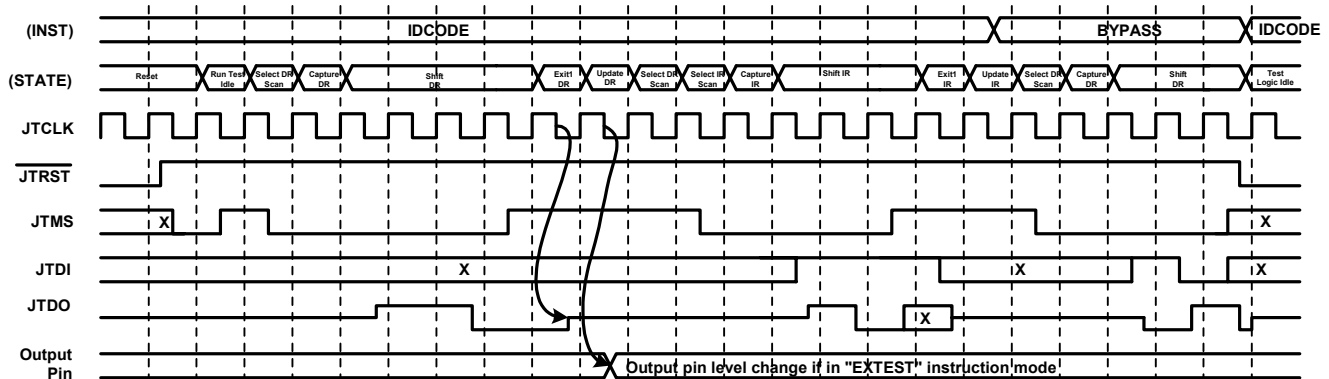 (INST) IDCODE BYPASS IDCODE
(STATE) Reset Run Test Idle Select DR Scan Capture DR Shift DR Exit1 DR Update DR Select DR Scan Select IR Scan Capture IR Shift IR Exit1 IR Update IR Select DR Scan Capture DR Shift DR Test Logic Idle
JTCLK
JTRST
JTMS X X
JTDI X X X
JTDO X
Output Pin Output pin level change if in "EXTEST" instruction mode